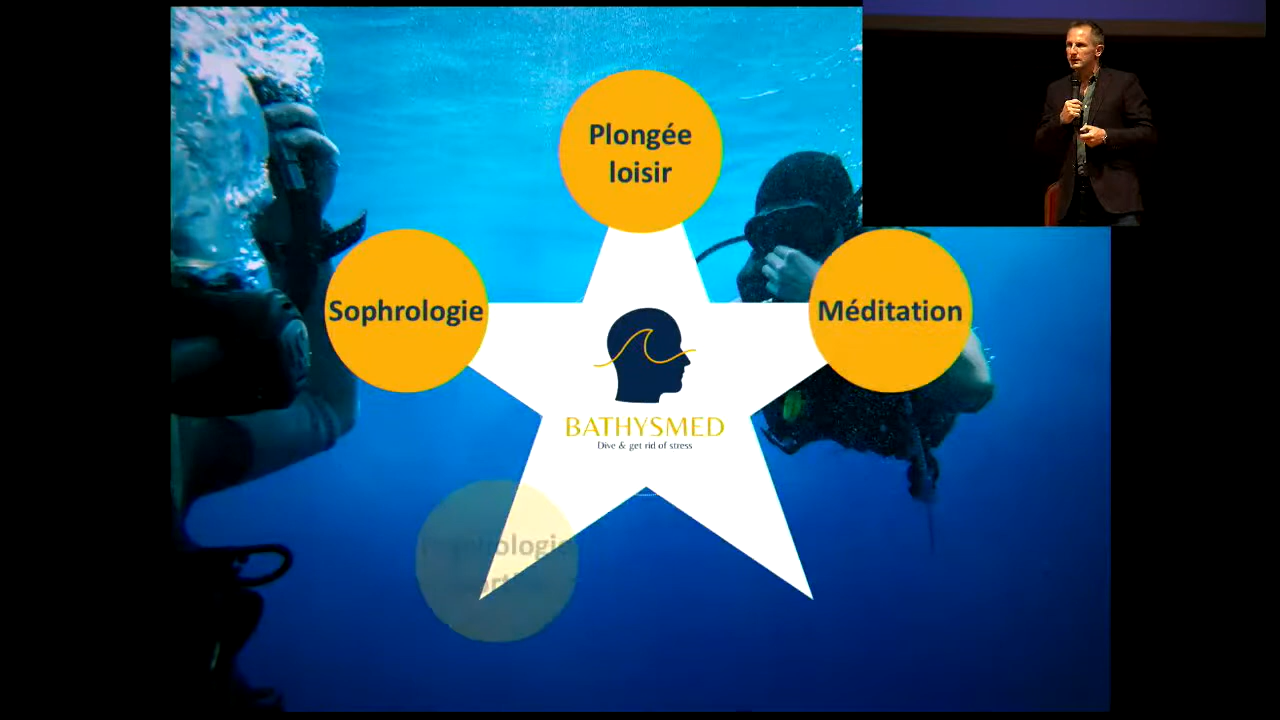 Plongée
loisir
Sophrologie
Méditation
BATHYSMED
Dive & get rid of stress